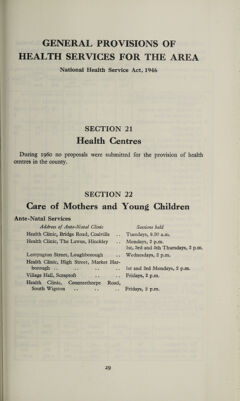 GENERAL PROVISIONS OF
HEALTH SERVICES FOR THE AREA
National Health Service Act, 1946
SECTION 21
Health Centres
During 1960 no proposals were submitted for the provision of health
centres in the county.
SECTION 22
Care of Mothers and Young Children
Ante-Natal Services
Address of Ante-Natal Clinic Sessions held
Health Clinic, Bridge Road, Coalville .. Tuesdays, 9.30 a.m.
Health Clinic, The Lawns, Hinckley .. Mondays, 2 p.m.
1st, 3rd and 4th Thursdays, 2 p.m.
Lemyngton Street, Loughborough .. Wednesdays, 2 p.m.
Health Clinic, High Street, Market Har-
borough .. .. .. .. 1st and 3rd Mondays, 2 p.m.
Village Hall, Scraptoft .. .. Fridays, 2 p.m.
Health Clinic, Countesthorpe Road,
South Wigston .. .. .. Fridays, 2 p.m.
29